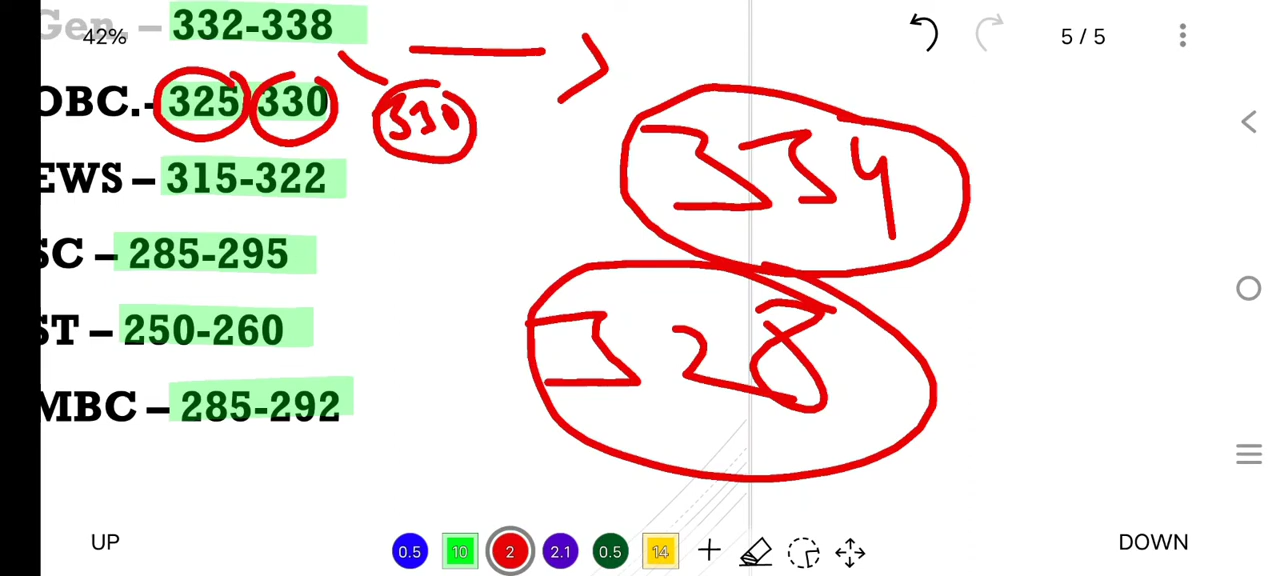 Gen. – 332-338
42%
5 / 5
OBC.- 325 330
330
334
EWS – 315-322
SC – 285-295
328
ST – 250-260
MBC – 285-292
UP
0.5 10 2 2.1 0.5 14
DOWN